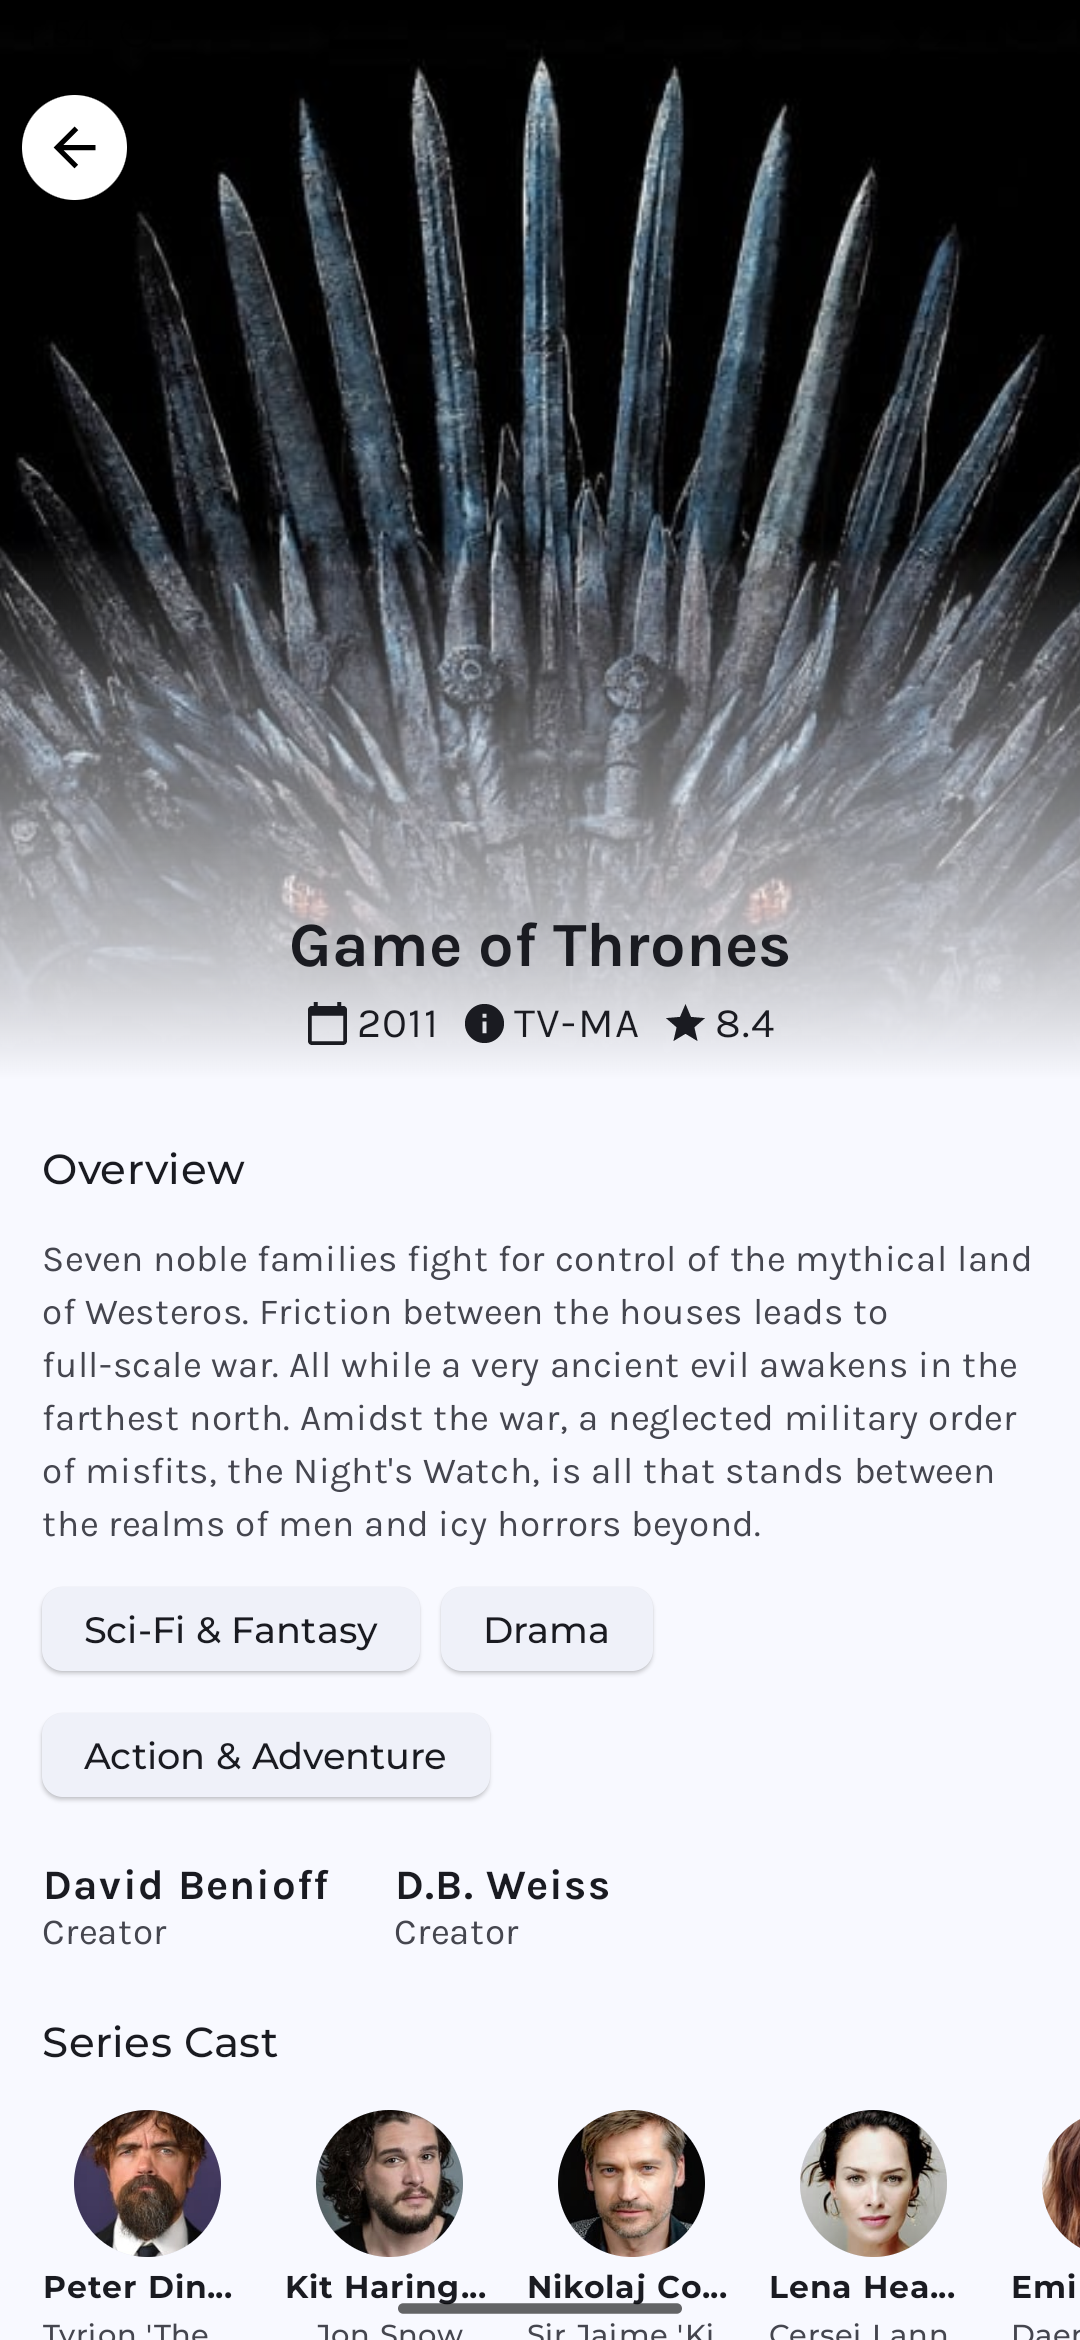 Game of Thrones
2011 TV-MA 8.4
Overview
Seven noble families fight for control of the mythical land
of Westeros. Friction between the houses leads to
full-scale war. All while a very ancient evil awakens in the
farthest north. Amidst the war, a neglected military order
of misfits, the Night's Watch, is all that stands between
the realms of men and icy horrors beyond.
Sci-Fi & Fantasy Drama
Action & Adventure
David Benioff D.B. Weiss
Creator Creator
Series Cast
Peter Din... Kit Haring... Nikolaj Co... Lena Hea... Emi
Tyrion 'The Jon Snow Sir Jaime 'Ki Cersei Lann Daer